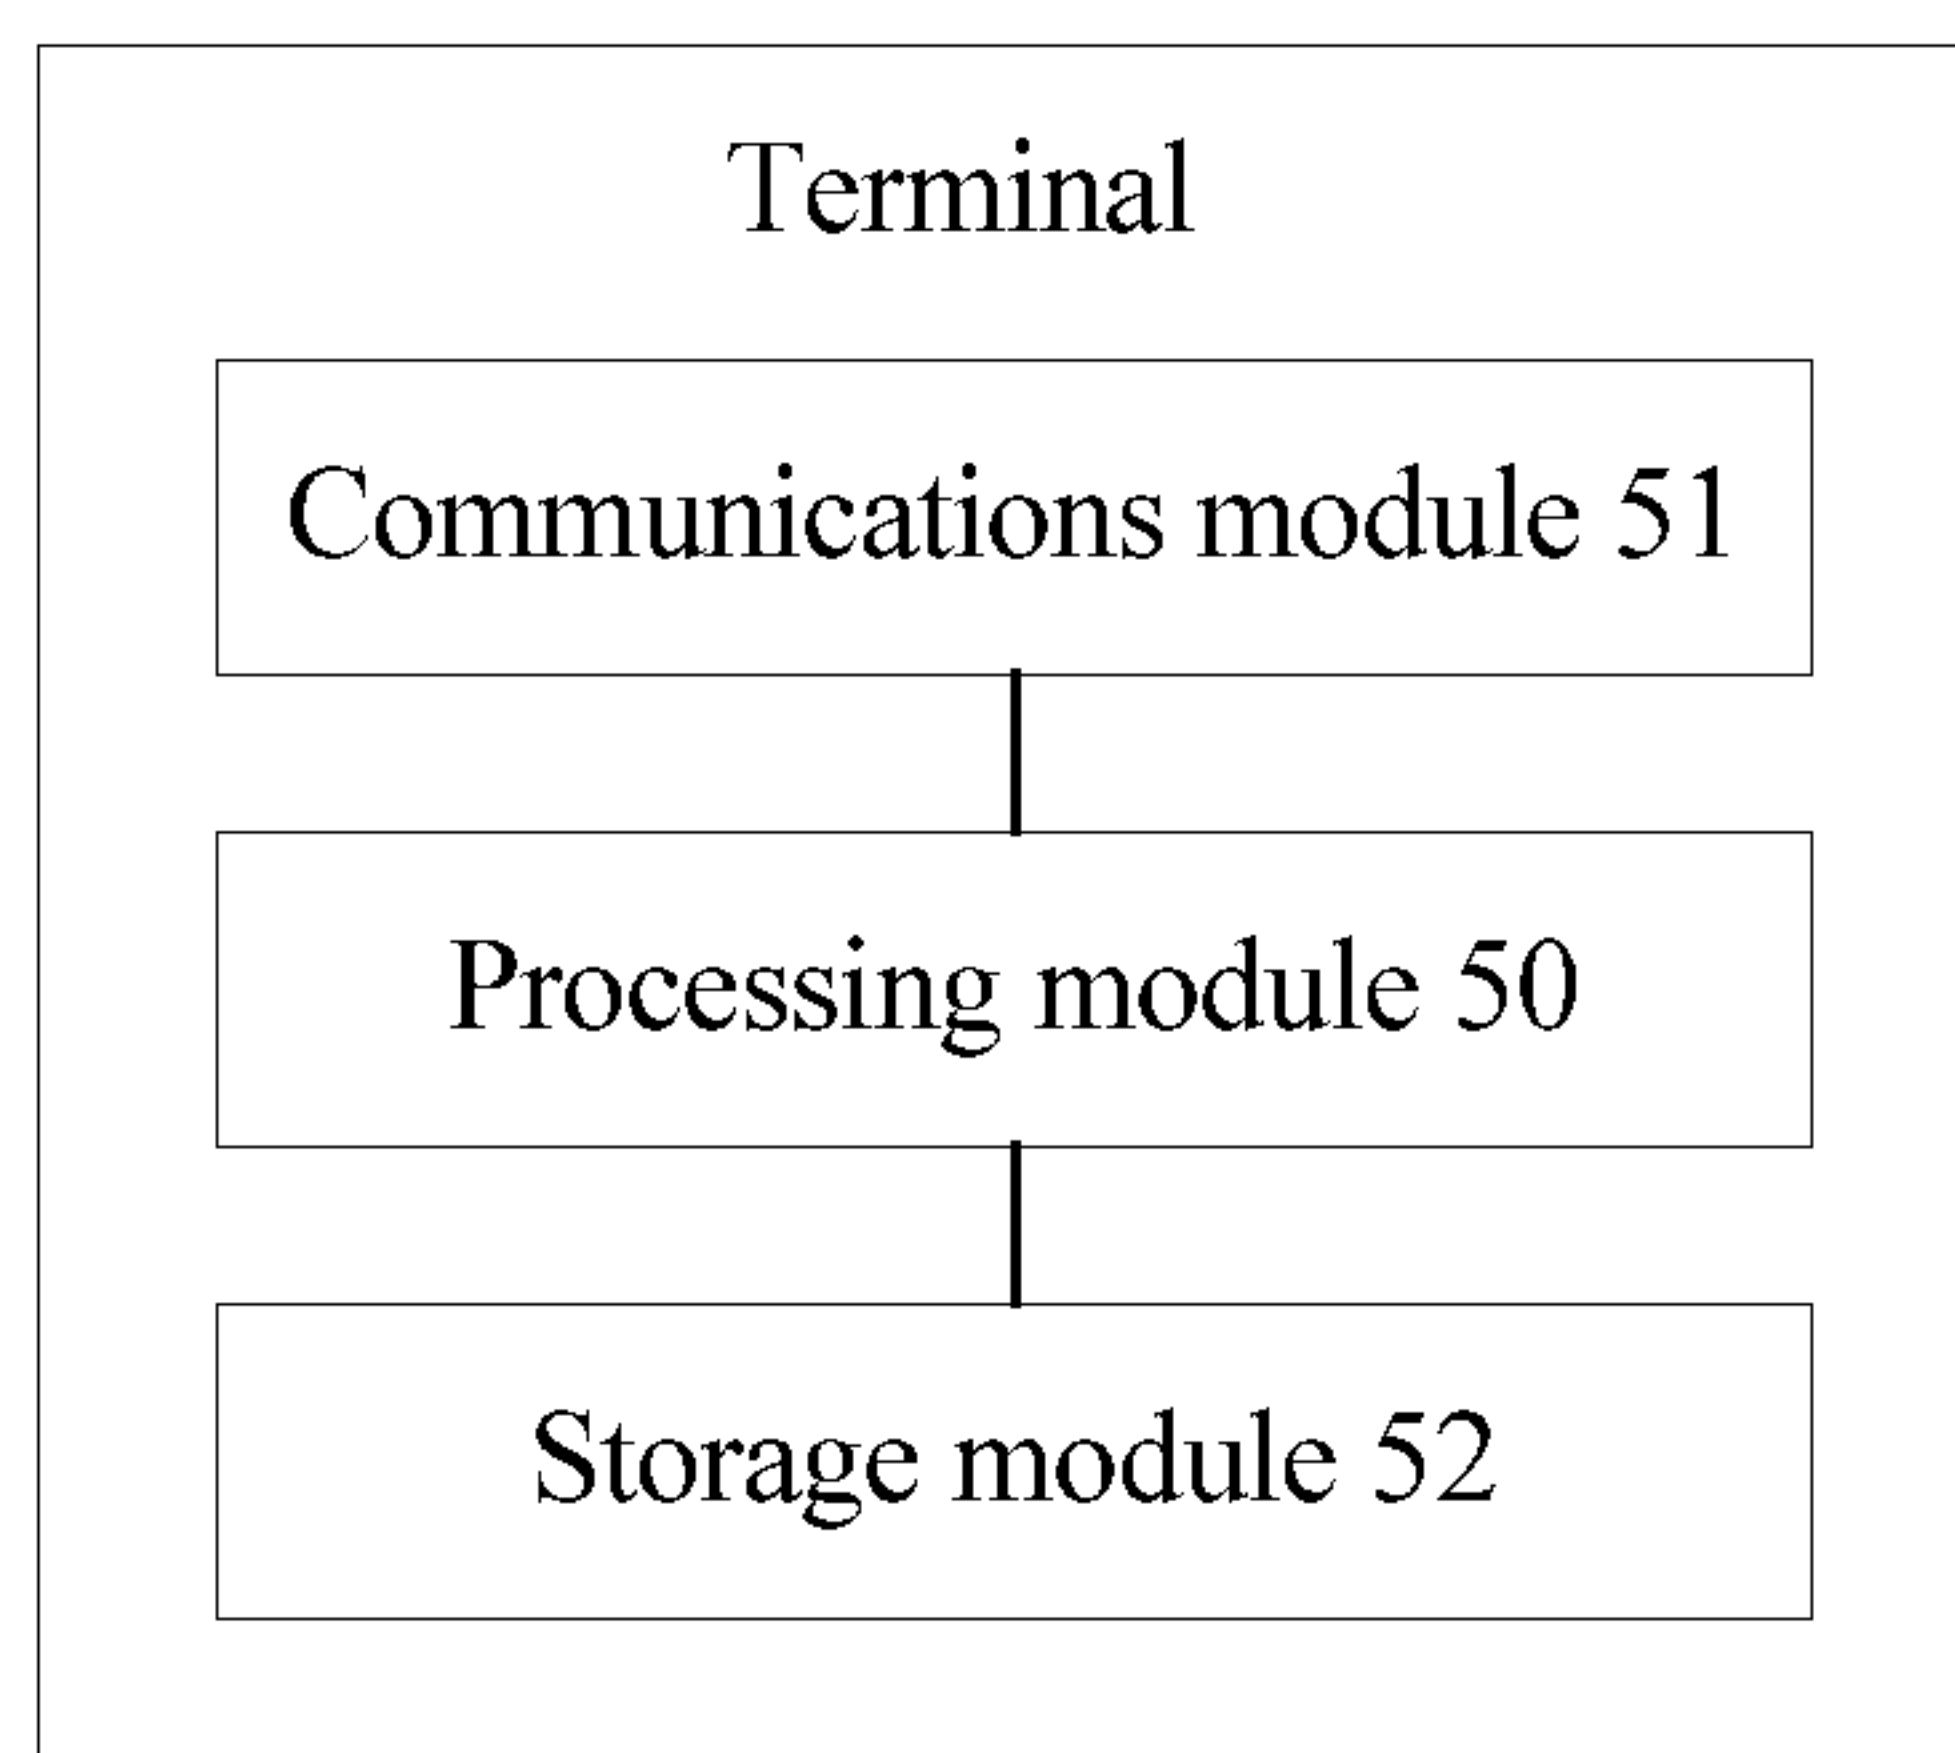 Terminal
Communications module 51
Processing module 50
Storage module 52